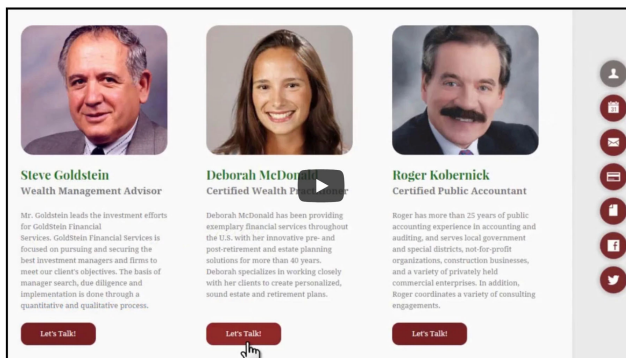 Steve Goldstein
Wealth Management Advisor
Mr. Goldstein leads the investment efforts
for GoldStein Financial
Services. GoldStein Financial Services is
focused on pursuing and securing the
best investment managers and firms to
meet our client's objectives. The basis of
manager search, due diligence and
implementation is done through a
quantitative and qualitative process.
Let's Talk!
Deborah McDonald
Certified Wealth Practitioner
Deborah McDonald has been providing
exemplary financial services throughout
the U.S. with her innovative pre- and
post-retirement and estate planning
solutions for more than 40 years.
Deborah specializes in working closely
with her clients to create personalized,
sound estate and retirement plans.
Let's Talk!
Roger Kobernick
Certified Public Accountant
Roger has more than 25 years of public
accounting experience in accounting and
auditing, and serves local government
and special districts, not-for-profit
organizations, construction businesses,
and a variety of privately held
commercial enterprises. In addition,
Roger coordinates a variety of consulting
engagements.
Let's Talk!